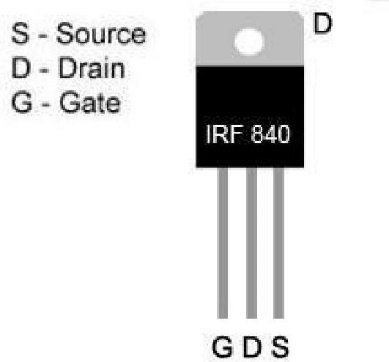 S - Source
D - Drain
G - Gate
D
IRF 840
G D S